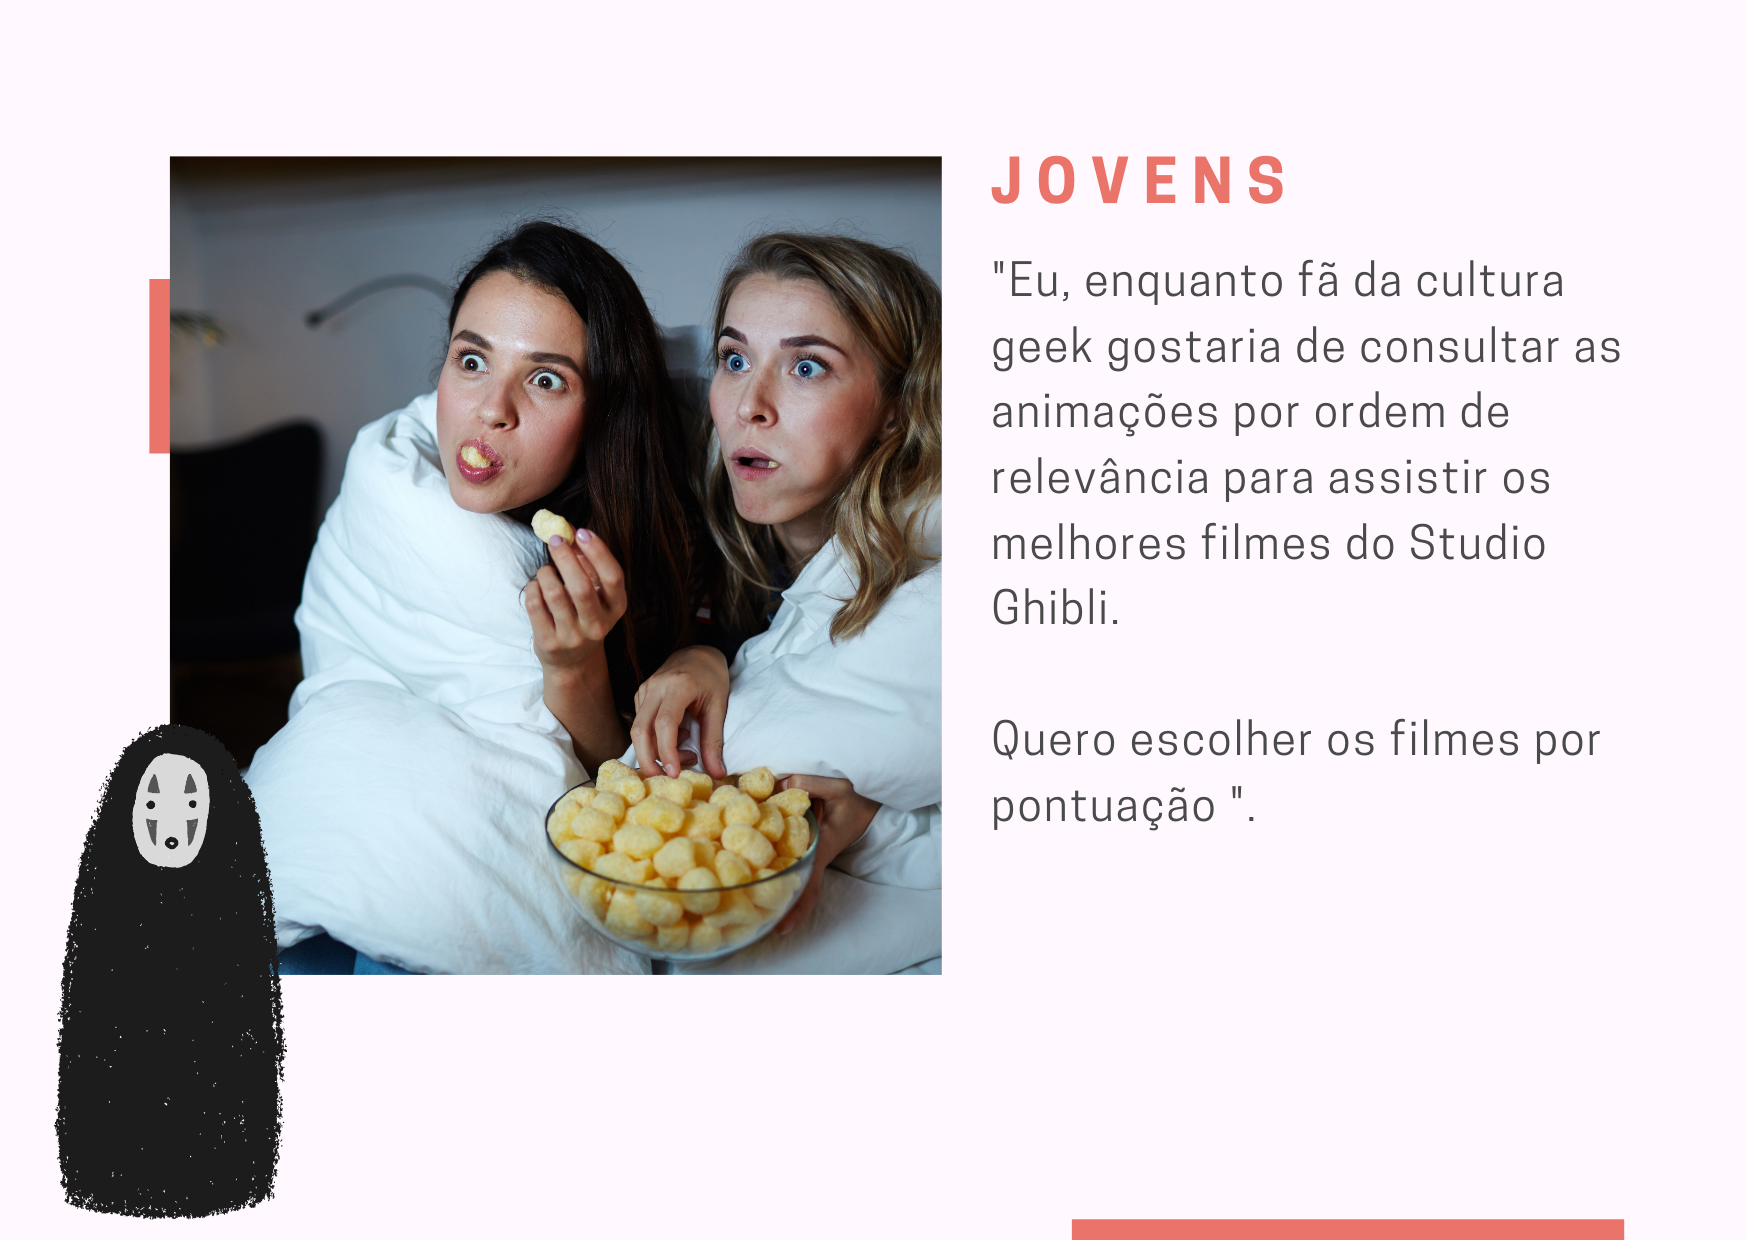 JOVENS
"Eu, enquanto fã da cultura
geek gostaria de consultar as
animações por ordem de
relevância para assistir os
melhores filmes do Studio
Ghibli.
Quero escolher os filmes por
pontuação ".